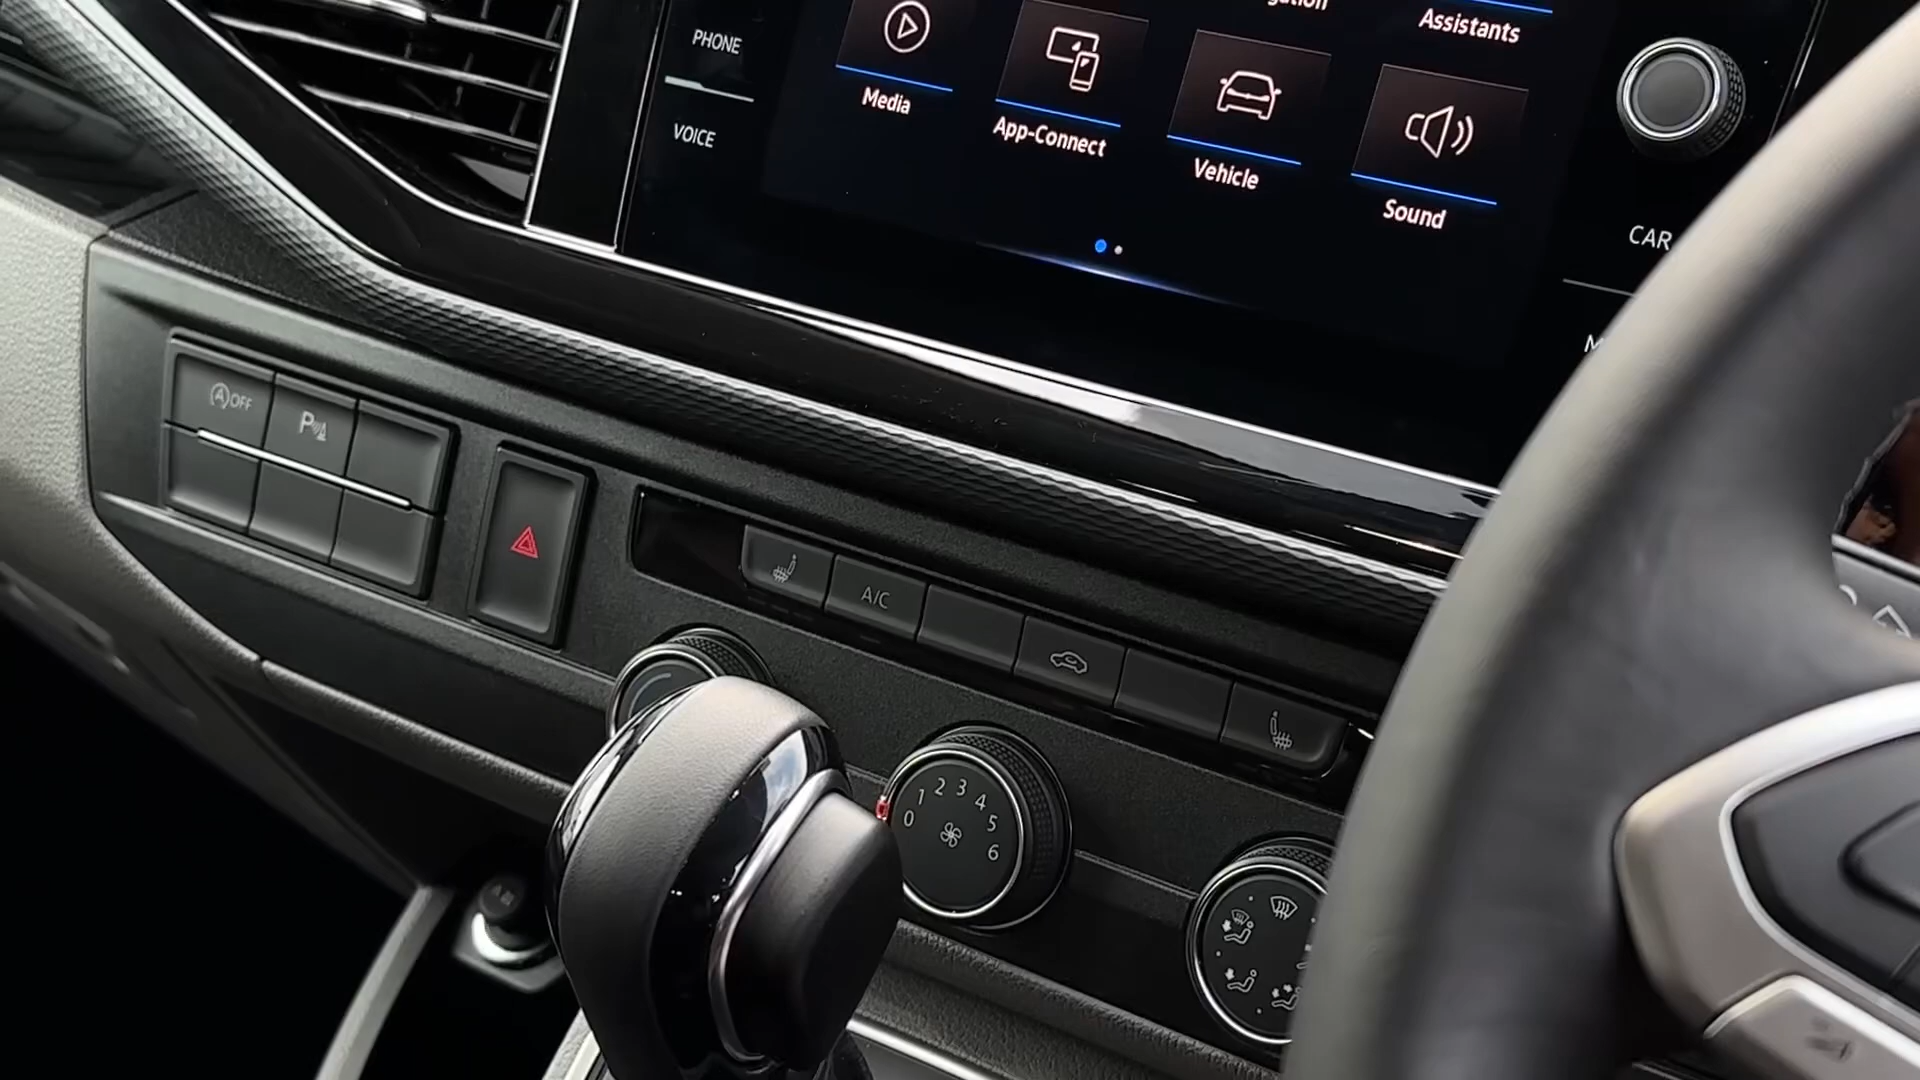 PHONE
VOICE
Assistants
Media
App-Connect
Vehicle
Sound
CAR
OFF
P
A/C
0 1 2 3 4 5 6